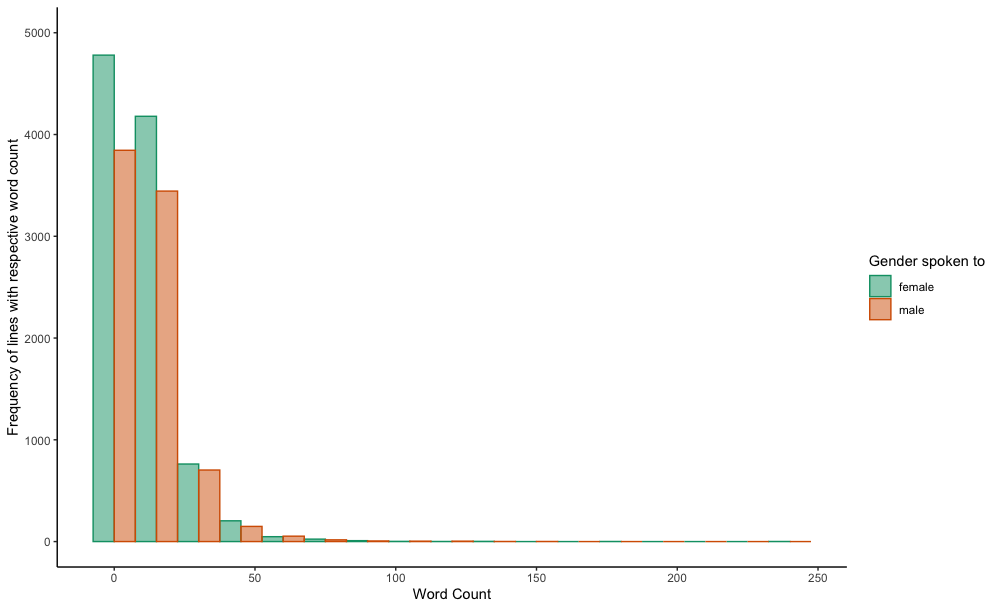 5000
4000
3000
2000
1000
0
Frequency of lines with respective word count
0 50 100 150 200 250
Word Count
Gender spoken to
female
male